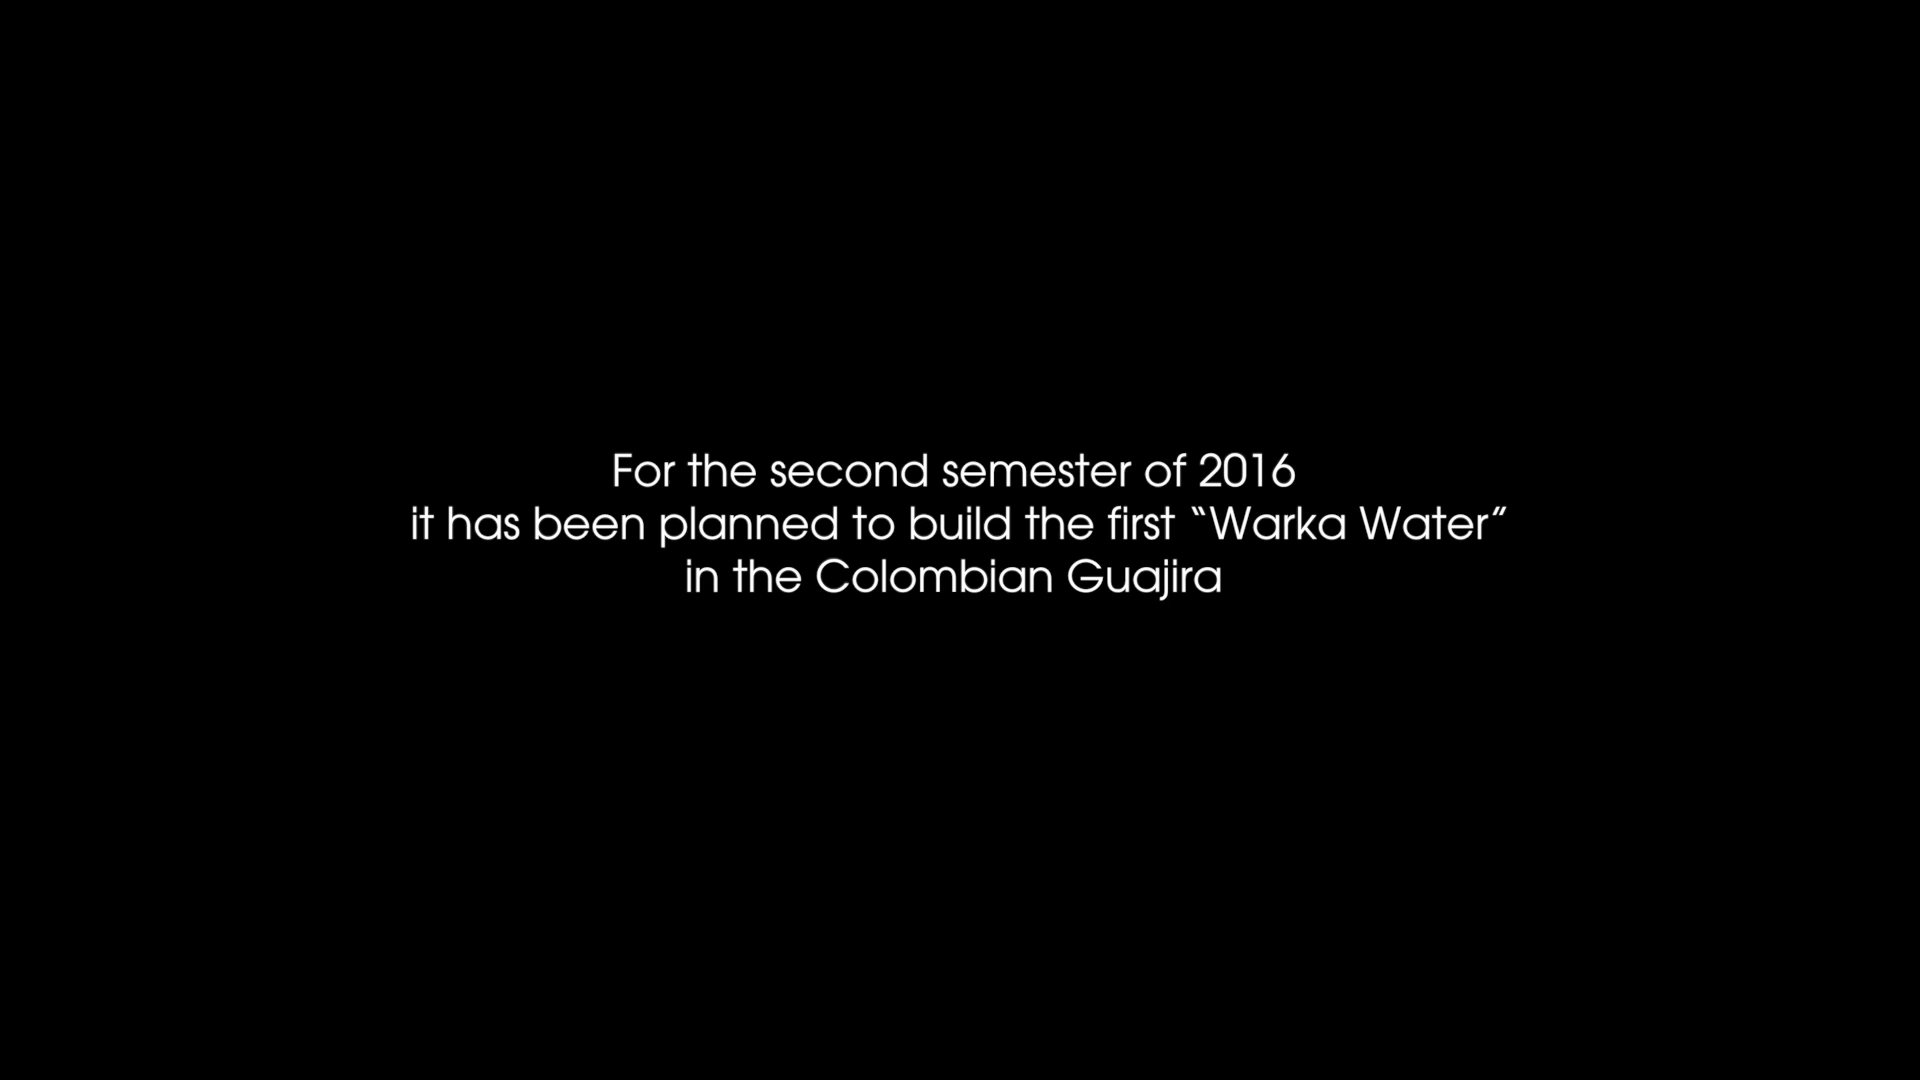 For the second semester of 2016
it has been planned to build the first “Warka Water”
in the Colombian Guajira